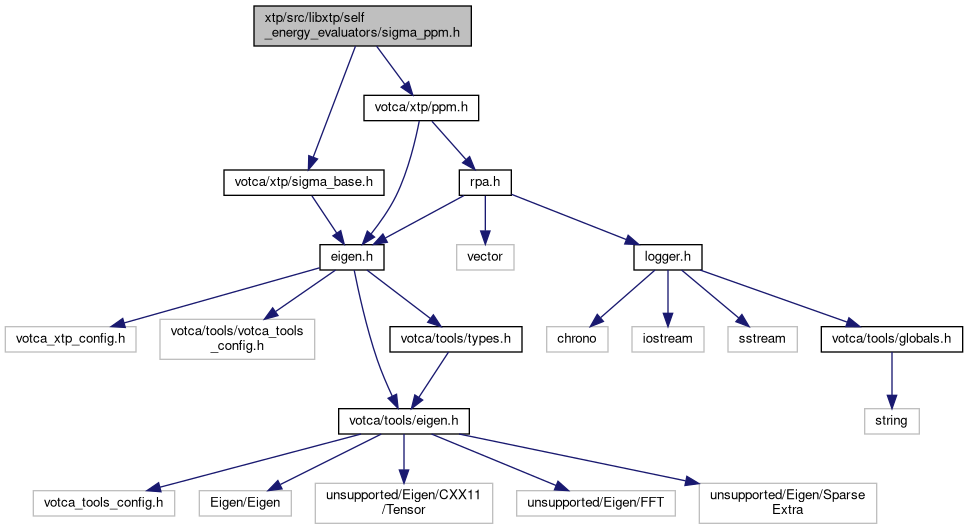 xtp/src/libxtp/self
_energy_evaluators/sigma_ppm.h
votca/xtp/ppm.h
votca/xtp/sigma_base.h
rpa.h
eigen.h
vector
logger.h
votca_xtp_config.h
votca/tools/votca_tools
_config.h
votca/tools/types.h
chrono
iostream
sstream
votca/tools/globals.h
votca/tools/eigen.h
string
votca_tools_config.h
Eigen/Eigen
unsupported/Eigen/CXX11
/Tensor
unsupported/Eigen/FFT
unsupported/Eigen/Sparse
Extra